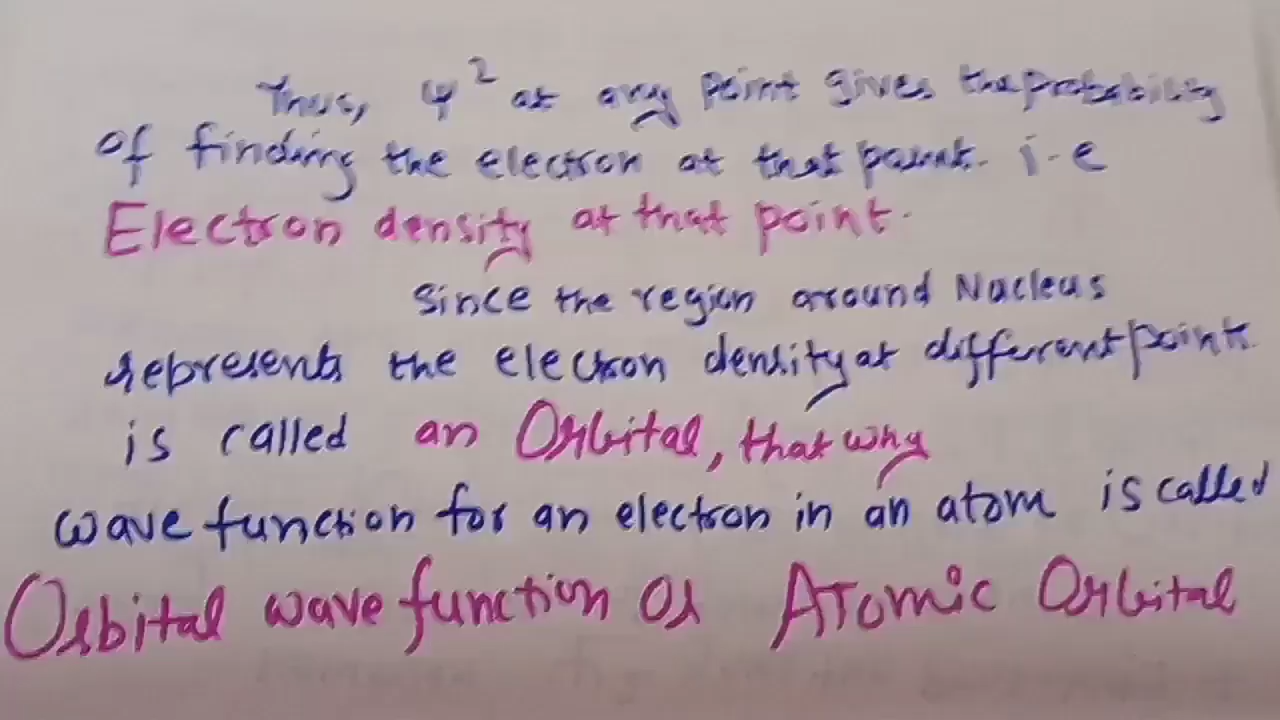 Thus, ψ² at any point gives the probability
of finding the electron at that point. i-e
Electron density at that point.
Since the region around Nucleus
represents the electron density at different points
is called an Orbital, that why
wave function for an electron in an atom is called
Orbital wave function Or Atomic Orbital